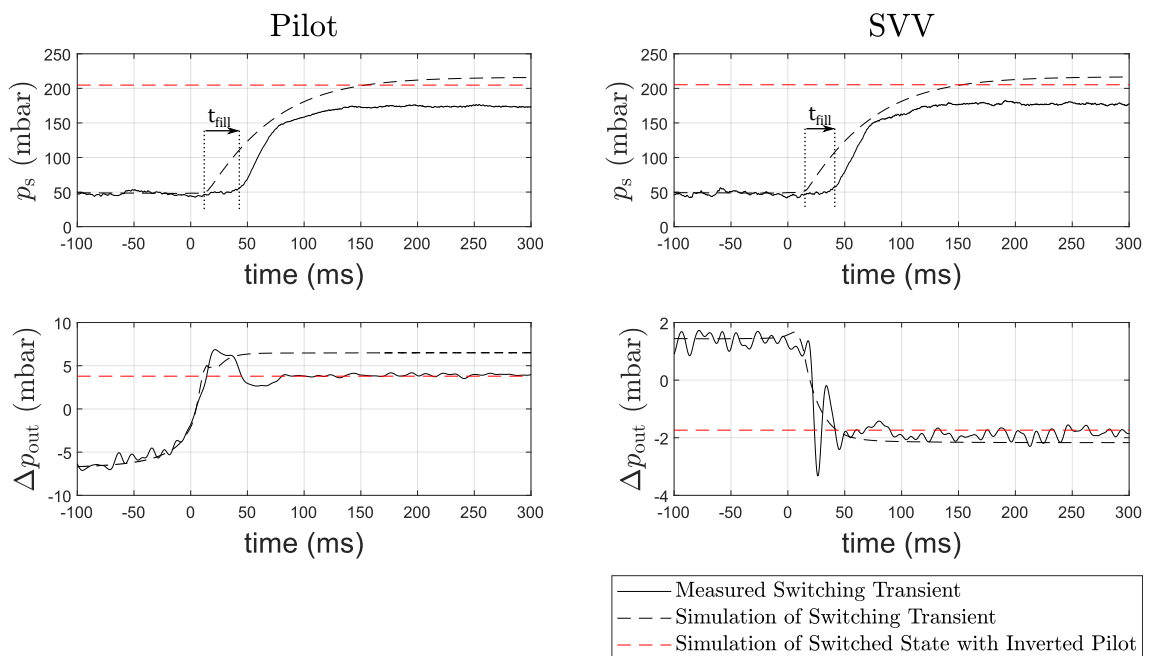 Pilot
SVV
250
200
150
100
50
0
p_s (mbar)
t_fill
-100 -50 0 50 100 150 200 250 300
time (ms)
250
200
150
100
50
0
p_s (mbar)
t_fill
-100 -50 0 50 100 150 200 250 300
time (ms)
10
5
0
-5
-10
Δp_out (mbar)
-100 -50 0 50 100 150 200 250 300
time (ms)
2
0
-2
-4
Δp_out (mbar)
-100 -50 0 50 100 150 200 250 300
time (ms)
Measured Switching Transient
Simulation of Switching Transient
Simulation of Switched State with Inverted Pilot